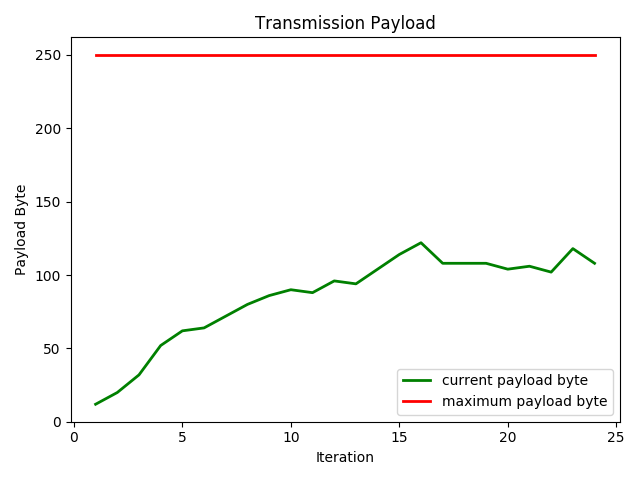 Transmission Payload
250
200
150
100
50
0
Payload Byte
current payload byte
maximum payload byte
0 5 10 15 20 25
Iteration